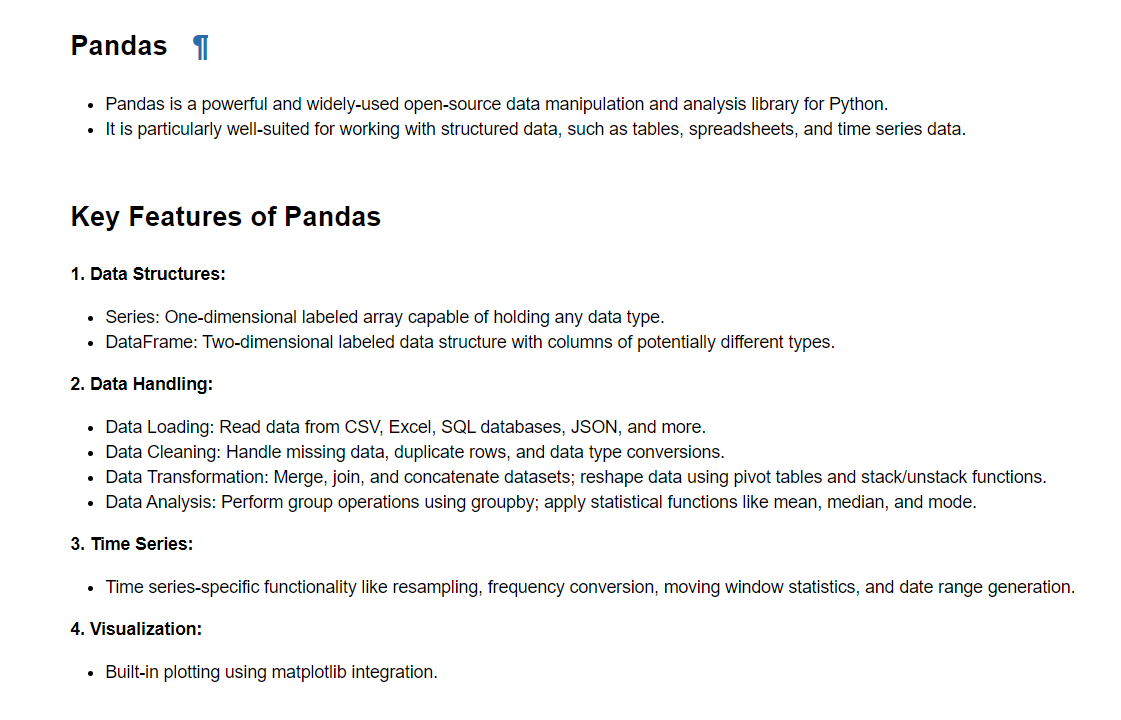 Pandas ¶
• Pandas is a powerful and widely-used open-source data manipulation and analysis library for Python.
• It is particularly well-suited for working with structured data, such as tables, spreadsheets, and time series data.
Key Features of Pandas
1. Data Structures:
• Series: One-dimensional labeled array capable of holding any data type.
• DataFrame: Two-dimensional labeled data structure with columns of potentially different types.
2. Data Handling:
• Data Loading: Read data from CSV, Excel, SQL databases, JSON, and more.
• Data Cleaning: Handle missing data, duplicate rows, and data type conversions.
• Data Transformation: Merge, join, and concatenate datasets; reshape data using pivot tables and stack/unstack functions.
• Data Analysis: Perform group operations using groupby; apply statistical functions like mean, median, and mode.
3. Time Series:
• Time series-specific functionality like resampling, frequency conversion, moving window statistics, and date range generation.
4. Visualization:
• Built-in plotting using matplotlib integration.